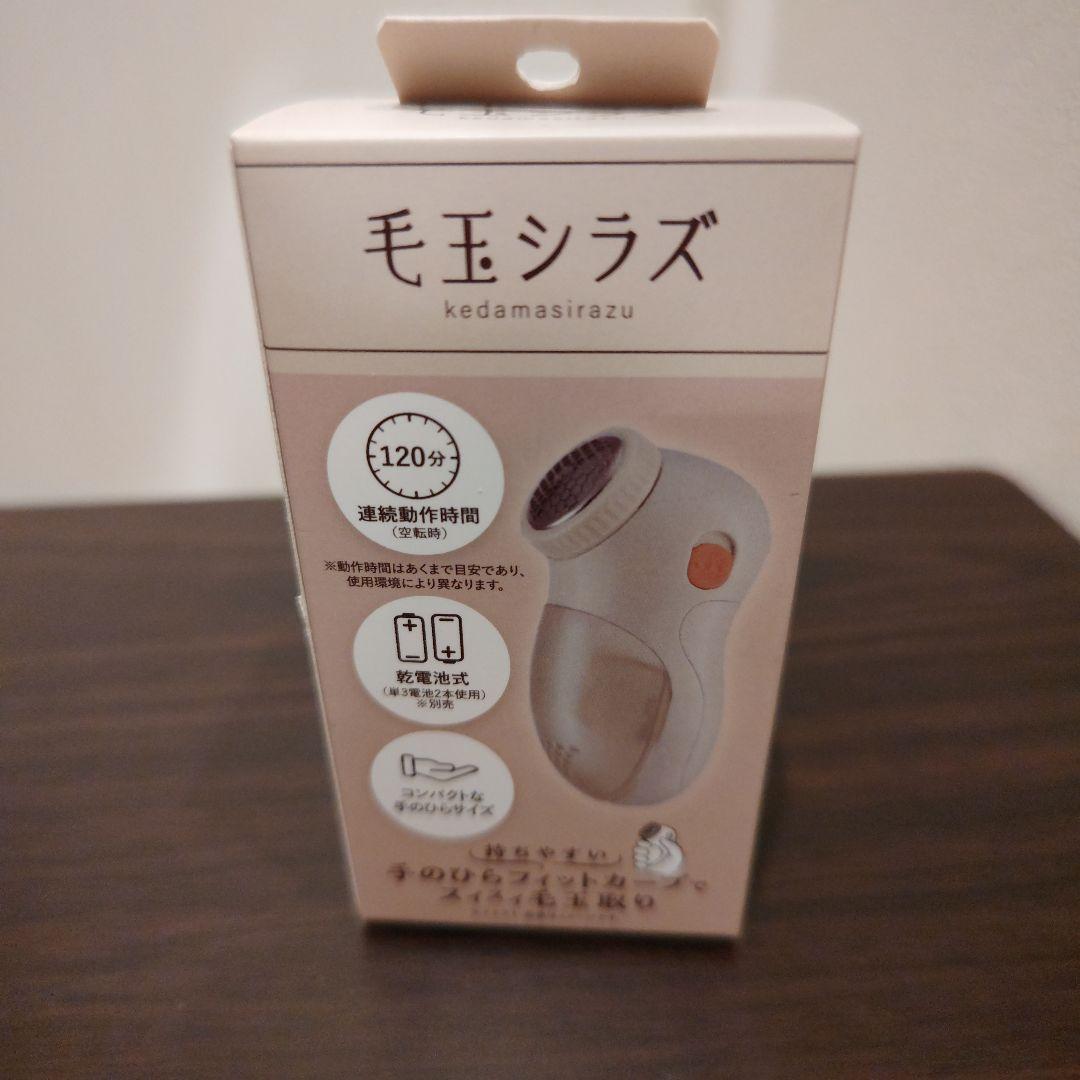 毛玉シラズ
kedamasirazu
120分
連続動作時間
(空転時)
※動作時間はあくまで目安であり、
使用環境により異なります。
乾電池式
(単3電池2本使用)
※別売
コンパクトな
手のひらサイズ
持ちやすい
手のひらフィットカーブで
スイスイ毛玉取り